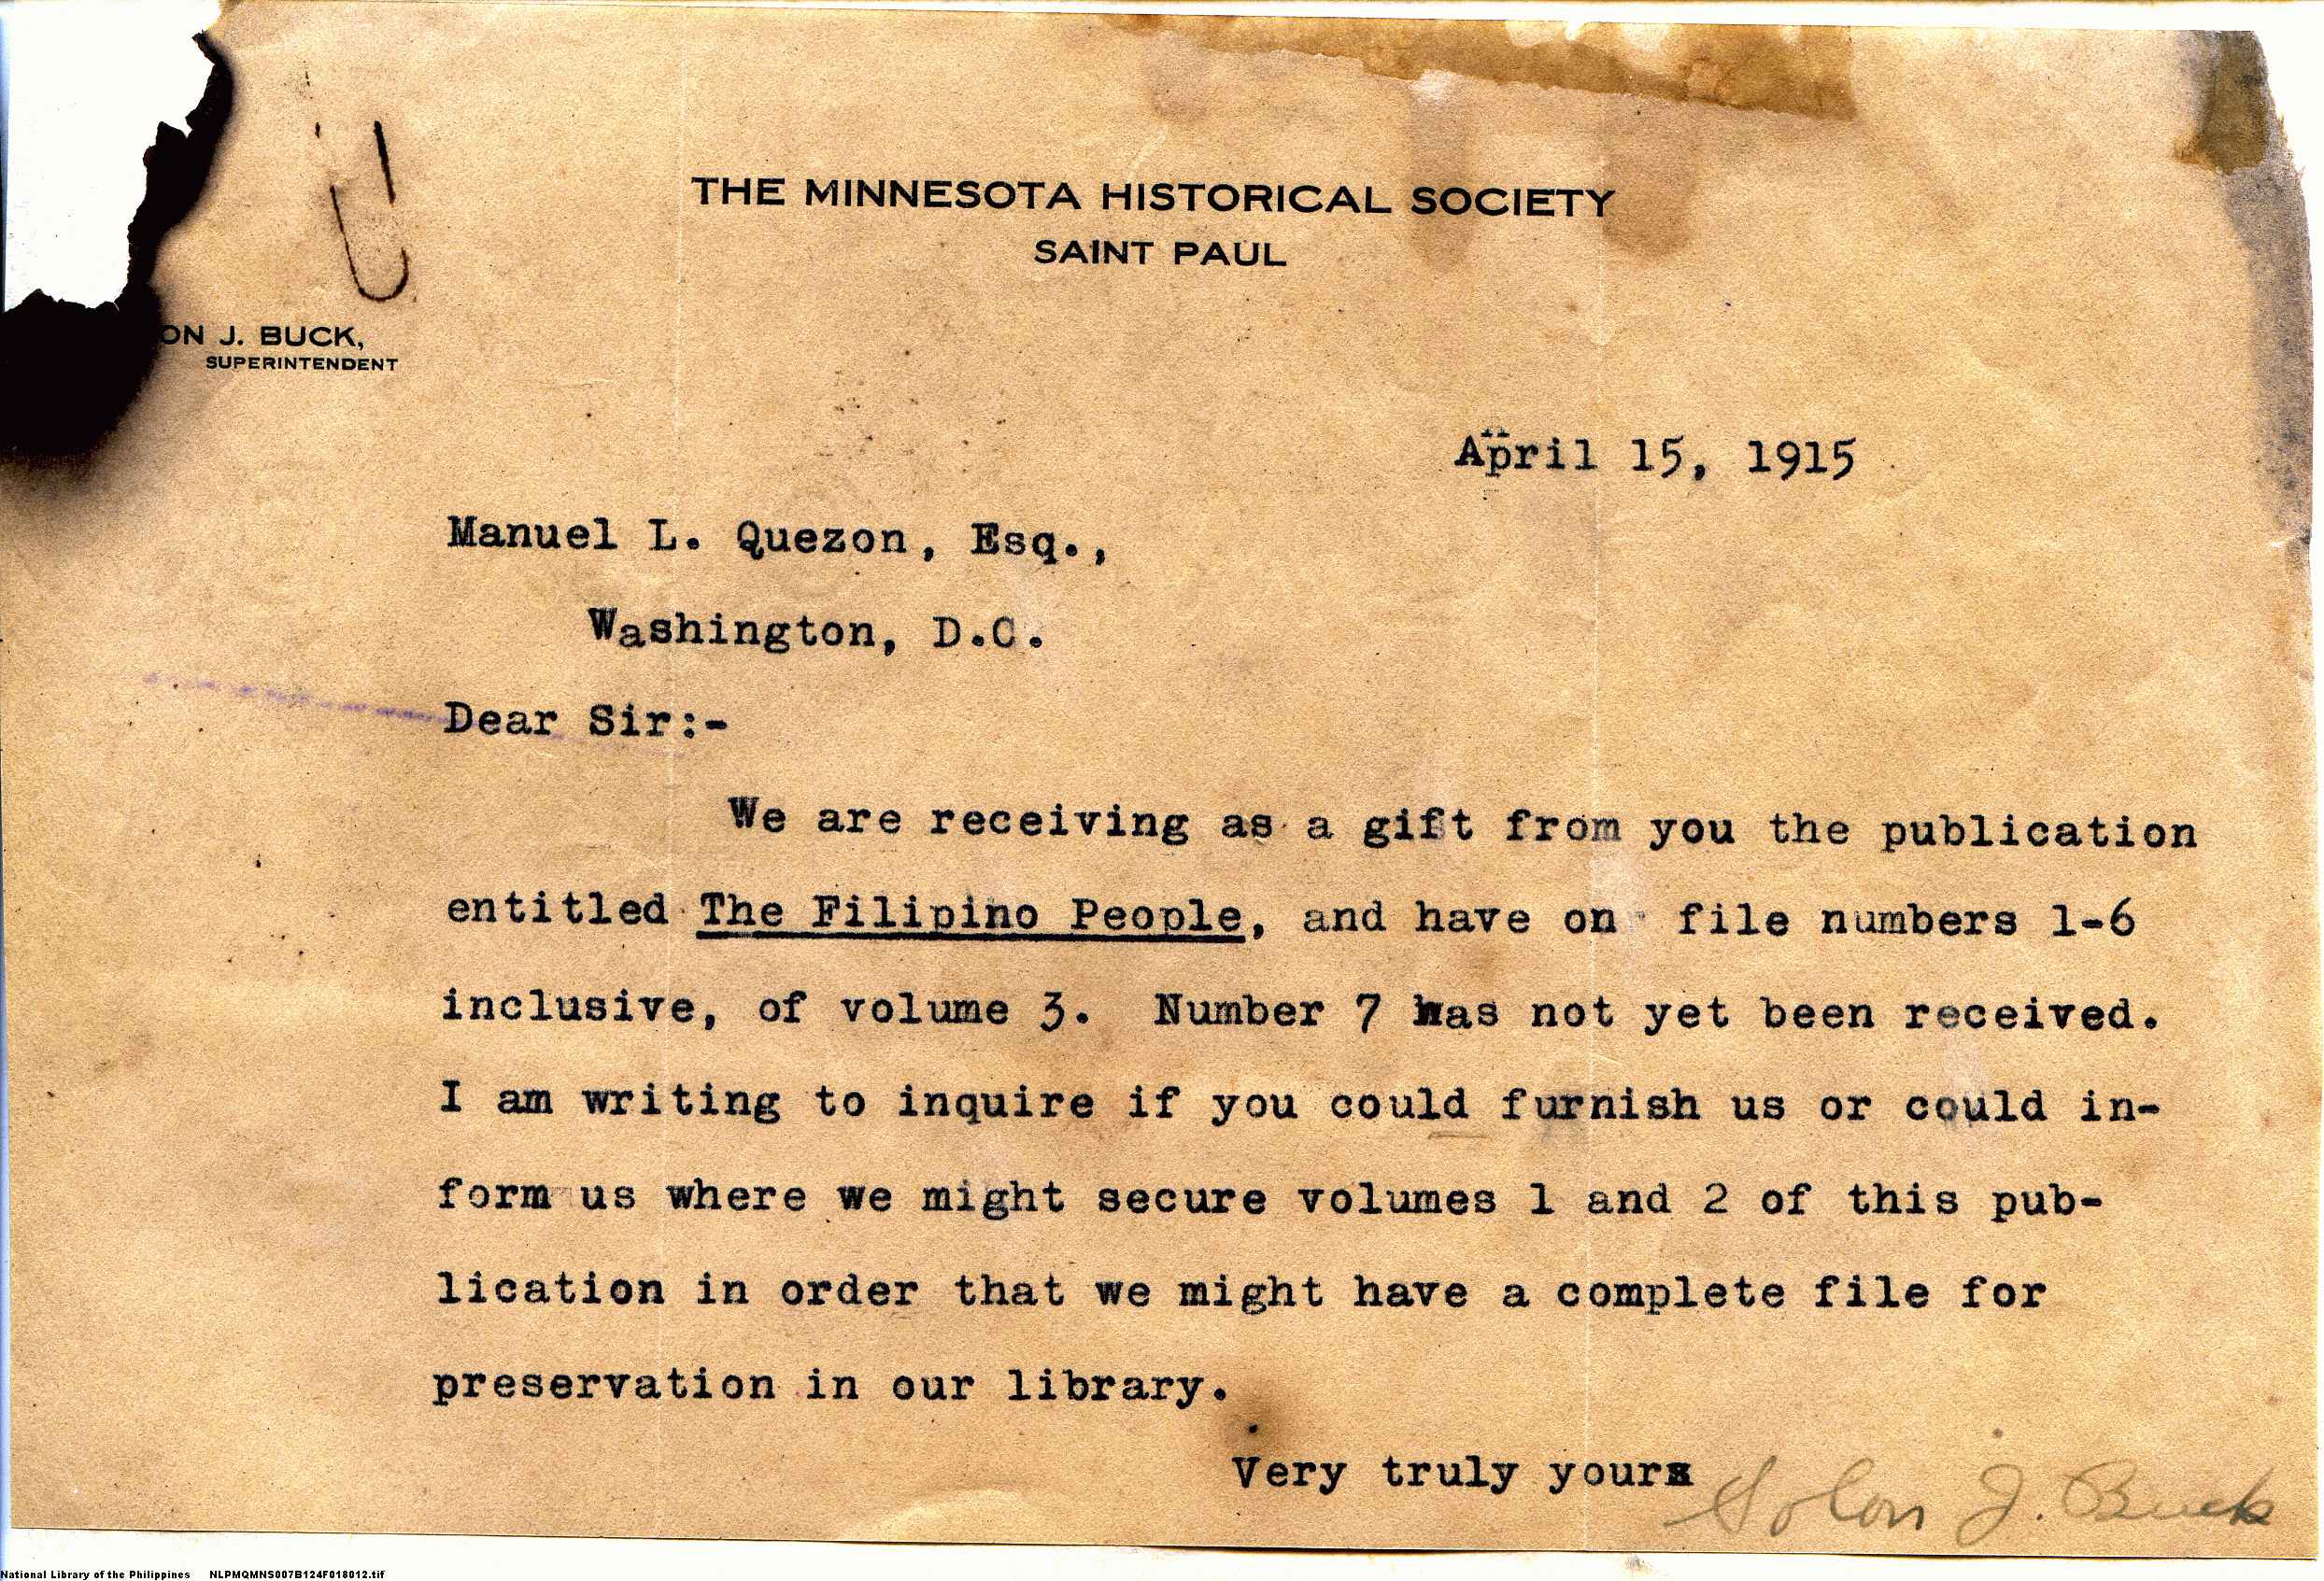 THE MINNESOTA HISTORICAL SOCIETY
SAINT PAUL
ON J. BUCK,
SUPERINTENDENT
April 15, 1915
Manuel L. Quezon, Esq.,
Washington, D.C.
Dear Sir:-
We are receiving as a gift from you the publication
entitled The Filipino People, and have on file numbers 1-6
inclusive, of volume 3. Number 7 has not yet been received.
I am writing to inquire if you could furnish us or could in-
form us where we might secure volumes 1 and 2 of this pub-
lication in order that we might have a complete file for
preservation in our library.
Very truly yours
Solon J. Buck
National Library of the Philippines NLPMQMNS007B124F018012.tif